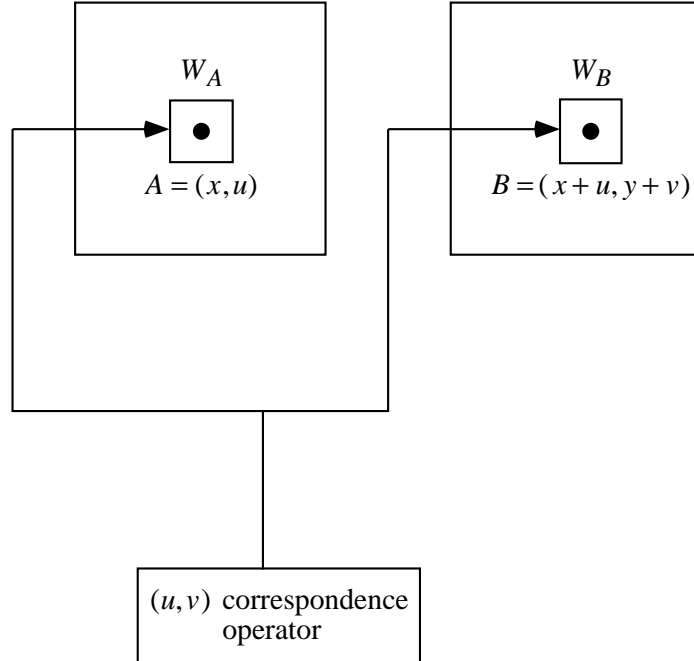 W_A
W_B
A = (x, u)
B = (x + u, y + v)
(u, v) correspondence
operator